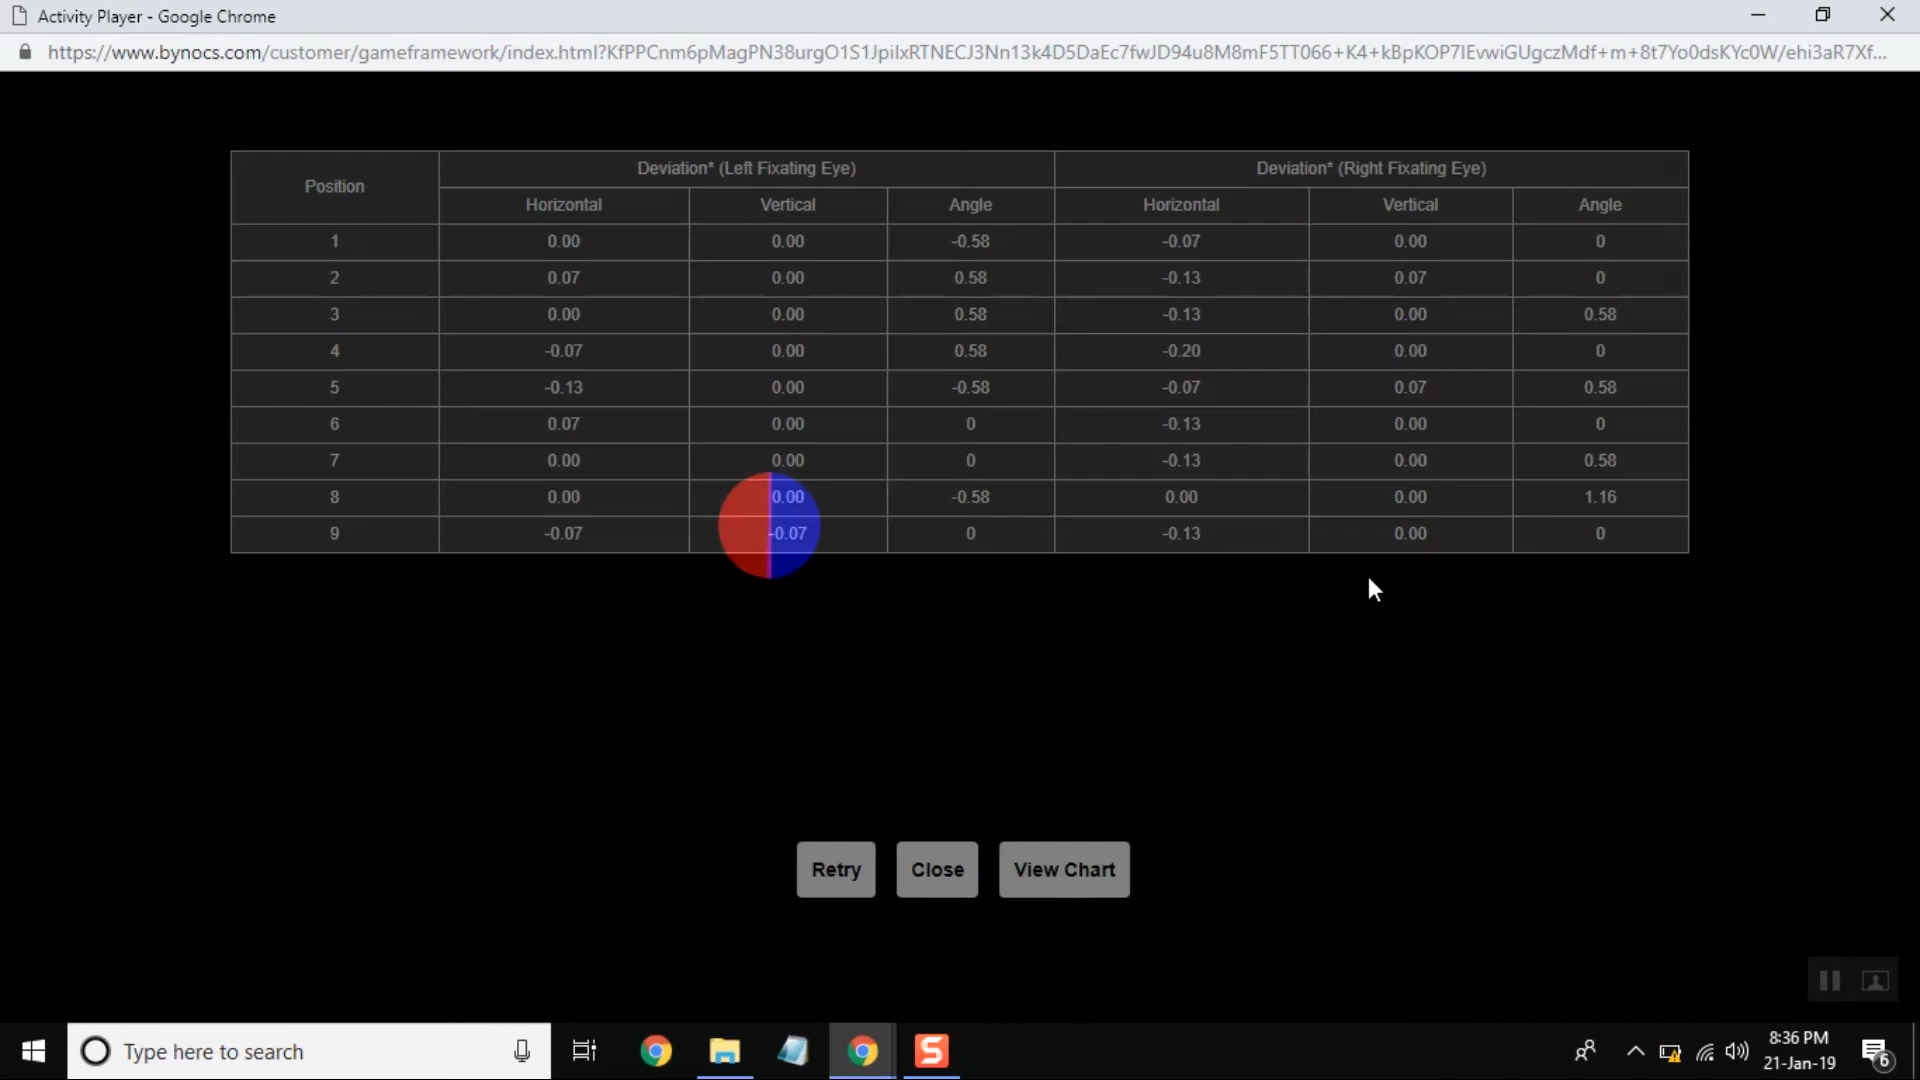 Activity Player - Google Chrome
https://www.bynocs.com/customer/gameframework/index.html?KfPPCnm6pMagPN38urgO1S1JpiIxRTNECJ3Nn13k4D5DaEc7fwJD94u8M8mF5TT066+K4+kBpKOP7IEvwiGUgczMdf+m+8t7Yo0dsKYc0W/ehi3aR7Xf...
Position Deviation* (Left Fixating Eye) Deviation* (Right Fixating Eye)
Horizontal Vertical Angle Horizontal Vertical Angle
1 0.00 0.00 -0.58 -0.07 0.00 0
2 0.07 0.00 0.58 -0.13 0.07 0
3 0.00 0.00 0.58 -0.13 0.00 0.58
4 -0.07 0.00 0.58 -0.20 0.00 0
5 -0.13 0.00 -0.58 -0.07 0.07 0.58
6 0.07 0.00 0 -0.13 0.00 0
7 0.00 0.00 0 -0.13 0.00 0.58
8 0.00 0.00 -0.58 0.00 0.00 1.16
9 -0.07 -0.07 0 -0.13 0.00 0
Retry Close View Chart
Type here to search
S
8:36 PM
21-Jan-19
6